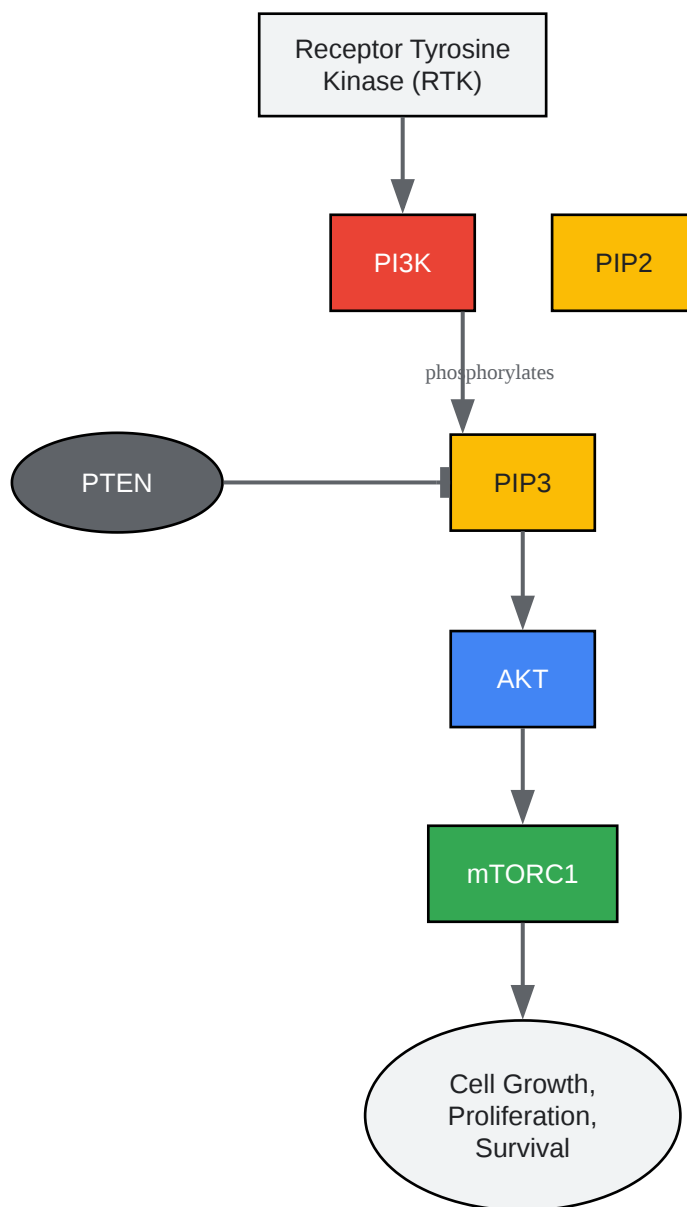 Receptor Tyrosine
Kinase (RTK)
PI3K
PIP2
phosphorylates
PTEN
PIP3
AKT
mTORC1
Cell Growth,
Proliferation,
Survival